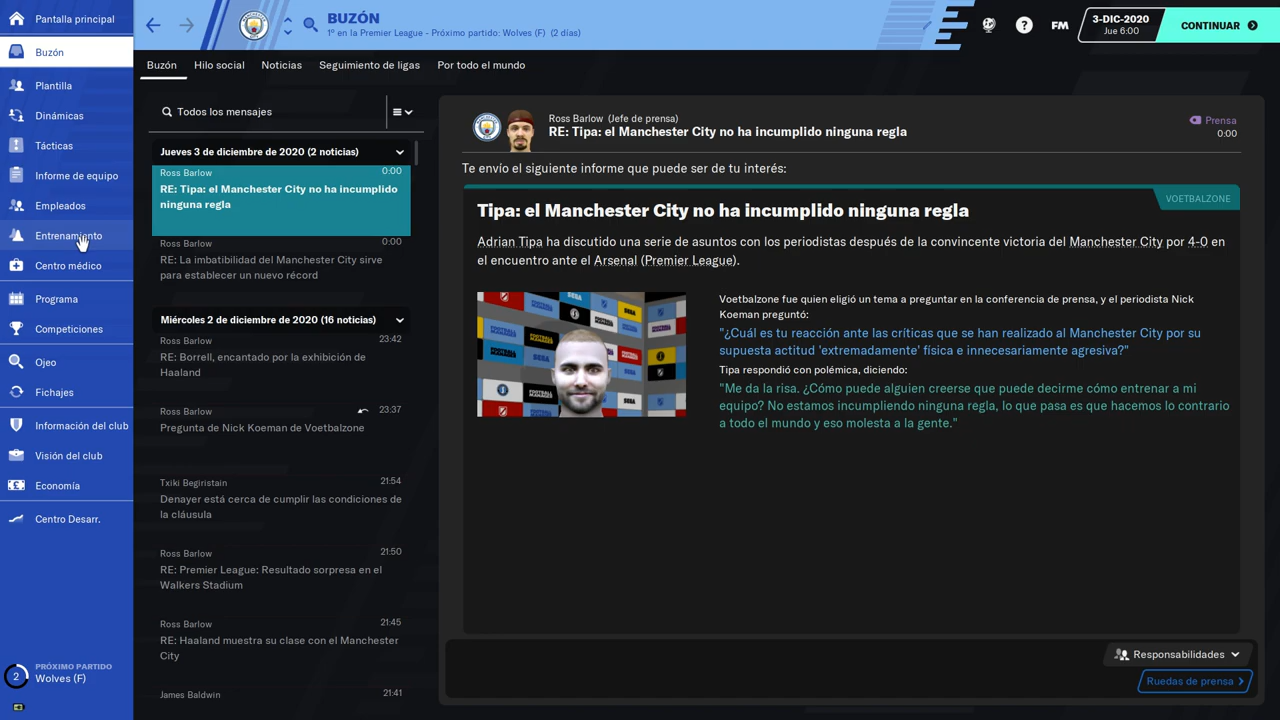 Pantalla principal
Buzón
Plantilla
Dinámicas
Tácticas
Informe de equipo
Empleados
Entrenamiento
Centro médico
Programa
Competiciones
Ojeo
Fichajes
Información del club
Visión del club
Economía
Centro Desarr.
2
PRÓXIMO PARTIDO
Wolves (F)
BUZÓN
1º en la Premier League - Próximo partido: Wolves (F) (2 días)
?
FM
3-DIC-2020
Jue 6:00
CONTINUAR
Buzón
Hilo social
Noticias
Seguimiento de ligas
Por todo el mundo
Todos los mensajes
Jueves 3 de diciembre de 2020 (2 noticias)
Ross Barlow 0:00
RE: Tipa: el Manchester City no ha incumplido
ninguna regla
Ross Barlow 0:00
RE: La imbatibilidad del Manchester City sirve
para establecer un nuevo récord
Miércoles 2 de diciembre de 2020 (16 noticias)
Ross Barlow 23:42
RE: Borrell, encantado por la exhibición de
Haaland
Ross Barlow 23:37
Pregunta de Nick Koeman de Voetbalzone
Txiki Begiristain 21:54
Denayer está cerca de cumplir las condiciones de
la cláusula
Ross Barlow 21:50
RE: Premier League: Resultado sorpresa en el
Walkers Stadium
Ross Barlow 21:45
RE: Haaland muestra su clase con el Manchester
City
James Baldwin 21:41
Ross Barlow (Jefe de prensa)
RE: Tipa: el Manchester City no ha incumplido ninguna regla
Prensa
0:00
Te envío el siguiente informe que puede ser de tu interés:
VOETBALZONE
Tipa: el Manchester City no ha incumplido ninguna regla
Adrian Tipa ha discutido una serie de asuntos con los periodistas después de la convincente victoria del Manchester City por 4-0 en
el encuentro ante el Arsenal (Premier League).
Voetbalzone fue quien eligió un tema a preguntar en la conferencia de prensa, y el periodista Nick
Koeman preguntó:
"¿Cuál es tu reacción ante las críticas que se han realizado al Manchester City por su
supuesta actitud 'extremadamente' física e innecesariamente agresiva?"
Tipa respondió con polémica, diciendo:
"Me da la risa. ¿Cómo puede alguien creerse que puede decirme cómo entrenar a mi
equipo? No estamos incumpliendo ninguna regla, lo que pasa es que hacemos lo contrario
a todo el mundo y eso molesta a la gente."
SEGA
Responsabilidades
Ruedas de prensa